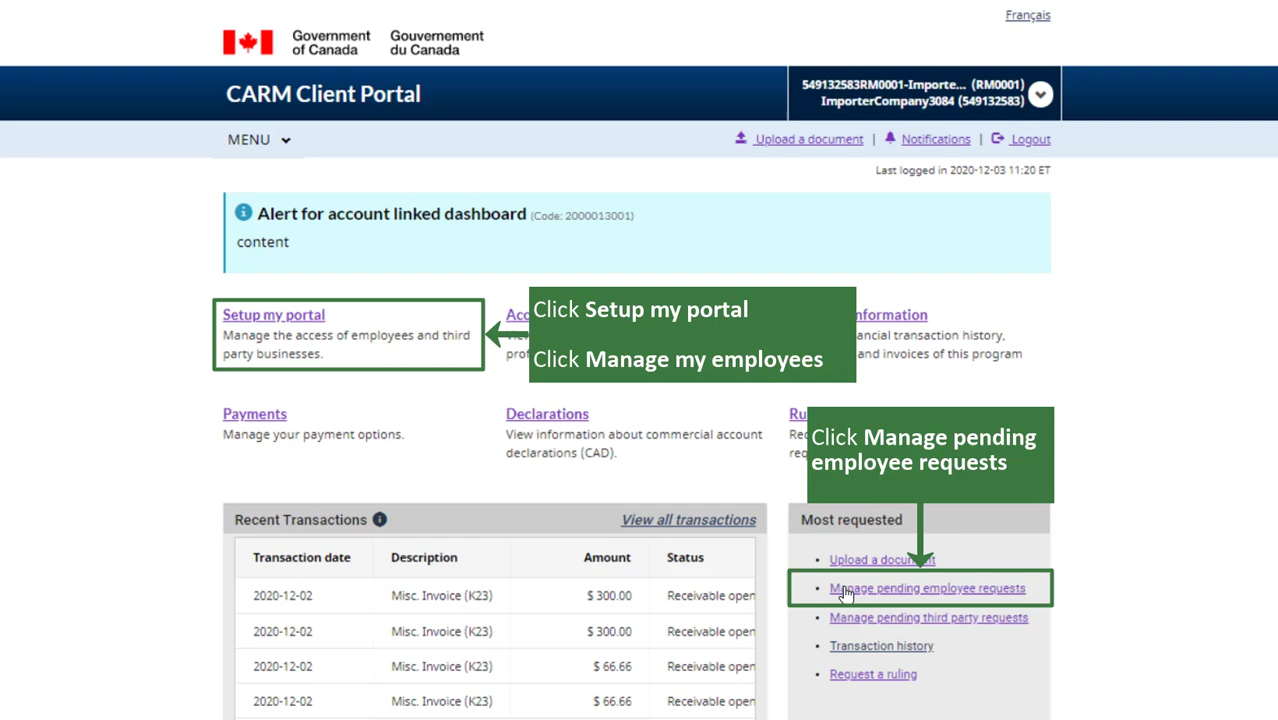 Français
Government of Canada
Gouvernement du Canada
CARM Client Portal
549132583RM0001-Importe... (RM0001)
ImporterCompany3084 (549132583)
MENU
Upload a document | Notifications | Logout
Last logged in 2020-12-03 11:20 ET
Alert for account linked dashboard (Code: 2000013001)
content
Setup my portal
Manage the access of employees and third
party businesses.
Click Setup my portal
Click Manage my employees
nformation
ancial transaction history,
and invoices of this program
Payments
Manage your payment options.
Declarations
View information about commercial account
declarations (CAD).
Click Manage pending
employee requests
Recent Transactions View all transactions
Transaction date Description Amount Status
2020-12-02 Misc. Invoice (K23) $ 300.00 Receivable open
2020-12-02 Misc. Invoice (K23) $ 300.00 Receivable open
2020-12-02 Misc. Invoice (K23) $ 66.66 Receivable open
2020-12-02 Misc. Invoice (K23) $ 66.66 Receivable open
Most requested
Upload a document
Manage pending employee requests
Manage pending third party requests
Transaction history
Request a ruling